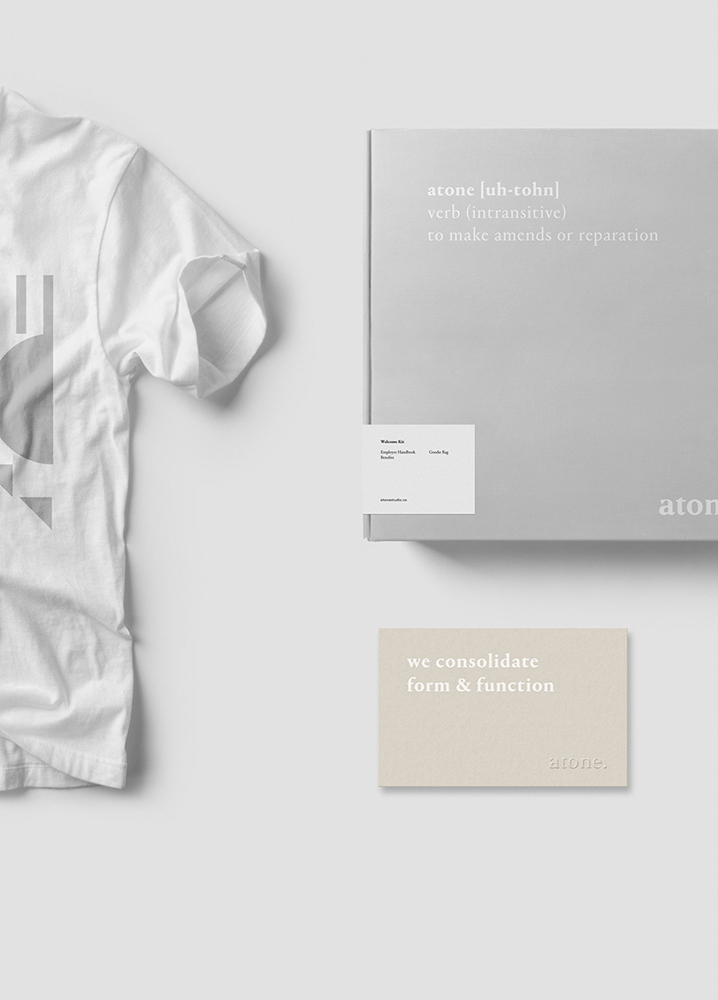 atone [uh-tohn]
verb (intransitive)
to make amends or reparation
Welcome Kit
Employee Handbook Goodie Bag
Benefits
atonestudio.co
aton
we consolidate
form & function
atone.